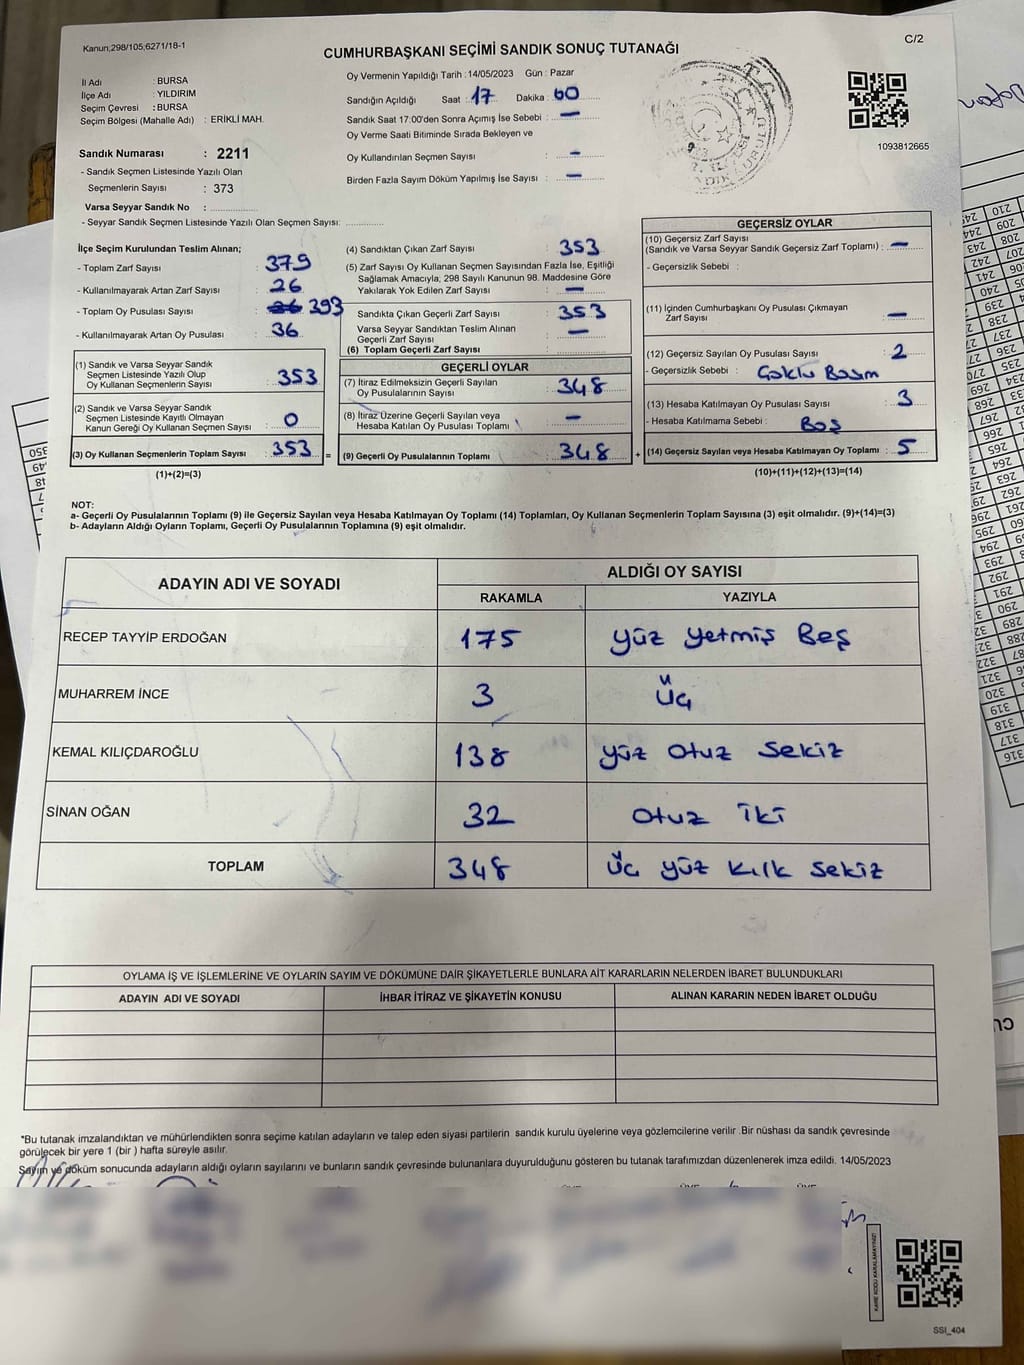 Kanun;298/105;6271/18-1
C/2
CUMHURBAŞKANI SEÇİMİ SANDIK SONUÇ TUTANAĞI
İl Adı : BURSA
İlçe Adı : YILDIRIM
Seçim Çevresi : BURSA
Seçim Bölgesi (Mahalle Adı) : ERİKLİ MAH.
Sandık Numarası : 2211
- Sandık Seçmen Listesinde Yazılı Olan
Seçmenlerin Sayısı : 373
Varsa Seyyar Sandık No :
- Seyyar Sandık Seçmen Listesinde Yazılı Olan Seçmen Sayısı:
Oy Vermenin Yapıldığı Tarih :14/05/2023 Gün : Pazar
Sandığın Açıldığı Saat : 17 Dakika : 60
Sandık Saat 17.00'den Sonra Açımış İse Sebebi : —
Oy Verme Saati Bitiminde Sırada Bekleyen ve
Oy Kullandırılan Seçmen Sayısı : -
Birden Fazla Sayım Döküm Yapılmış İse Sayısı : —
1093812665
İlçe Seçim Kurulundan Teslim Alınan;
- Toplam Zarf Sayısı : 379
- Kullanılmayarak Artan Zarf Sayısı : 26
- Toplam Oy Pusulası Sayısı : 393
- Kullanılmayarak Artan Oy Pusulası : 36
(1) Sandık ve Varsa Seyyar Sandık
Seçmen Listesinde Yazılı Olup
Oy Kullanan Seçmenlerin Sayısı : 353
(2) Sandık ve Varsa Seyyar Sandık
Seçmen Listesinde Kayıtlı Olmayan
Kanun Gereği Oy Kullanan Seçmen Sayısı : 0
(3) Oy Kullanan Seçmenlerin Toplam Sayısı : 353
(1)+(2)=(3)
(4) Sandıktan Çıkan Zarf Sayısı : 353
(5) Zarf Sayısı Oy Kullanan Seçmen Sayısından Fazla İse, Eşitliği
Sağlamak Amacıyla; 298 Sayılı Kanunun 98. Maddesine Göre
Yakılarak Yok Edilen Zarf Sayısı : —
Sandıkta Çıkan Geçerli Zarf Sayısı : 353
Varsa Seyyar Sandıktan Teslim Alınan
Geçerli Zarf Sayısı : —
(6) Toplam Geçerli Zarf Sayısı :
GEÇERLİ OYLAR
(7) İtiraz Edilmeksizin Geçerli Sayılan
Oy Pusulalarının Sayısı : 348
(8) İtiraz Üzerine Geçerli Sayılan veya
Hesaba Katılan Oy Pusulası Toplamı : —
= (9) Geçerli Oy Pusulalarının Toplamı : 348 +
GEÇERSİZ OYLAR
(10) Geçersiz Zarf Sayısı
(Sandık ve Varsa Seyyar Sandık Geçersiz Zarf Toplamı) : —
- Geçersizlik Sebebi :
(11) İçinden Cumhurbaşkanı Oy Pusulası Çıkmayan
Zarf Sayısı : —
(12) Geçersiz Sayılan Oy Pusulası Sayısı : 2
- Geçersizlik Sebebi : Çoklu Basım
(13) Hesaba Katılmayan Oy Pusulası Sayısı : 3
- Hesaba Katılmama Sebebi : Boş
(14) Geçersiz Sayılan veya Hesaba Katılmayan Oy Toplamı : 5
(10)+(11)+(12)+(13)=(14)
NOT:
a- Geçerli Oy Pusulalarının Toplamı (9) ile Geçersiz Sayılan veya Hesaba Katılmayan Oy Toplamı (14) Toplamları, Oy Kullanan Seçmenlerin Toplam Sayısına (3) eşit olmalıdır. (9)+(14)=(3)
b- Adayların Aldığı Oyların Toplamı, Geçerli Oy Pusulalarının Toplamına (9) eşit olmalıdır.
ADAYIN ADI VE SOYADI
ALDIĞI OY SAYISI
RAKAMLA YAZIYLA
RECEP TAYYİP ERDOĞAN 175 Yüz Yetmiş Beş
MUHARREM İNCE 3 Üç
KEMAL KILIÇDAROĞLU 138 Yüz Otuz Sekiz
SİNAN OĞAN 32 Otuz İki
TOPLAM 348 Üç yüz Kılk Sekiz
OYLAMA İŞ VE İŞLEMLERİNE VE OYLARIN SAYIM VE DÖKÜMÜNE DAİR ŞİKAYETLERLE BUNLARA AİT KARARLARIN NELERDEN İBARET BULUNDUKLARI
ADAYIN ADI VE SOYADI İHBAR İTİRAZ VE ŞİKAYETİN KONUSU ALINAN KARARIN NEDEN İBARET OLDUĞU
*Bu tutanak imzalandıktan ve mühürlendikten sonra seçime katılan adayların ve talep eden siyasi partilerin sandık kurulu üyelerine veya gözlemcilerine verilir. Bir nüshası da sandık çevresinde
görülecek bir yere 1 (bir) hafta süreyle asılır.
Sayım ve döküm sonucunda adayların aldığı oyların sayılarını ve bunların sandık çevresinde bulunanlara duyurulduğunu gösteren bu tutanak tarafımızdan düzenlenerek imza edildi. 14/05/2023
KARE KODU KARALAMAYINIZ!
SSI_404